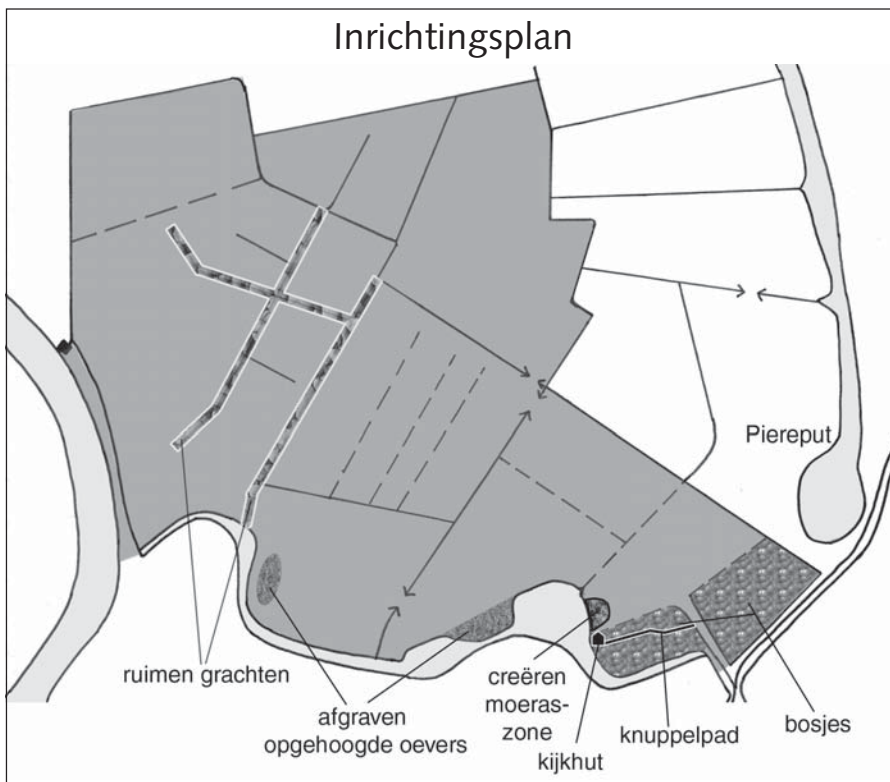 Inrichtingsplan
Piereput
ruimen grachten
afgraven
opgehoogde oevers
creëren
moeras-
zone
kijkhut
knuppelpad
bosjes